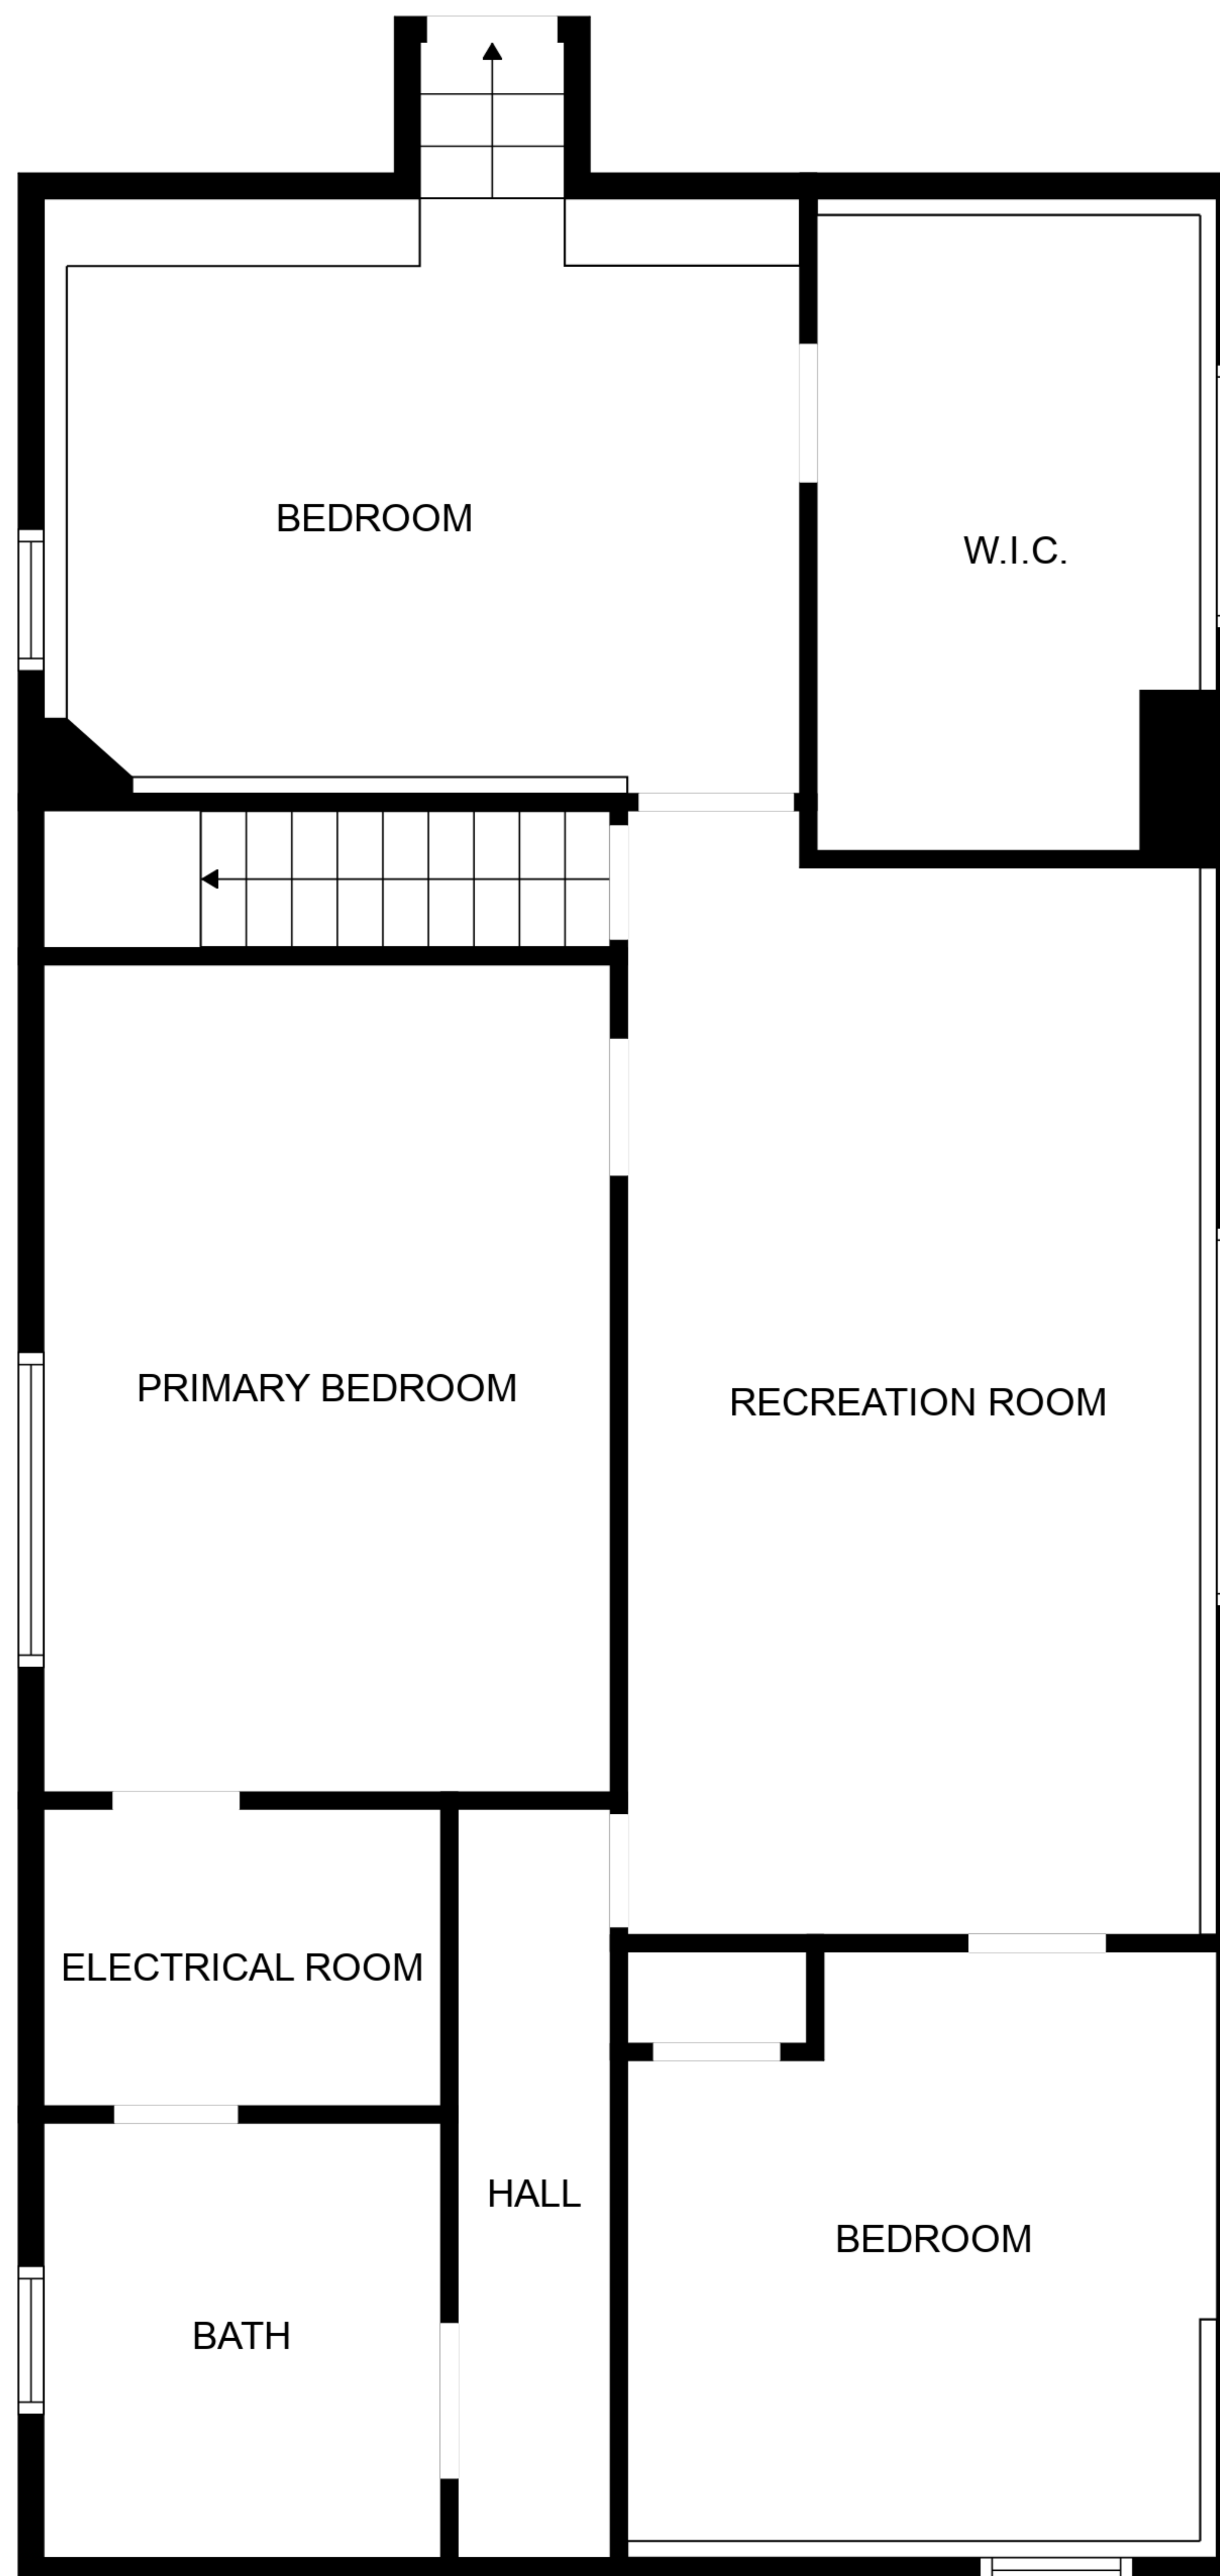 BEDROOM
W.I.C.
PRIMARY BEDROOM
RECREATION ROOM
ELECTRICAL ROOM
HALL
BEDROOM
BATH